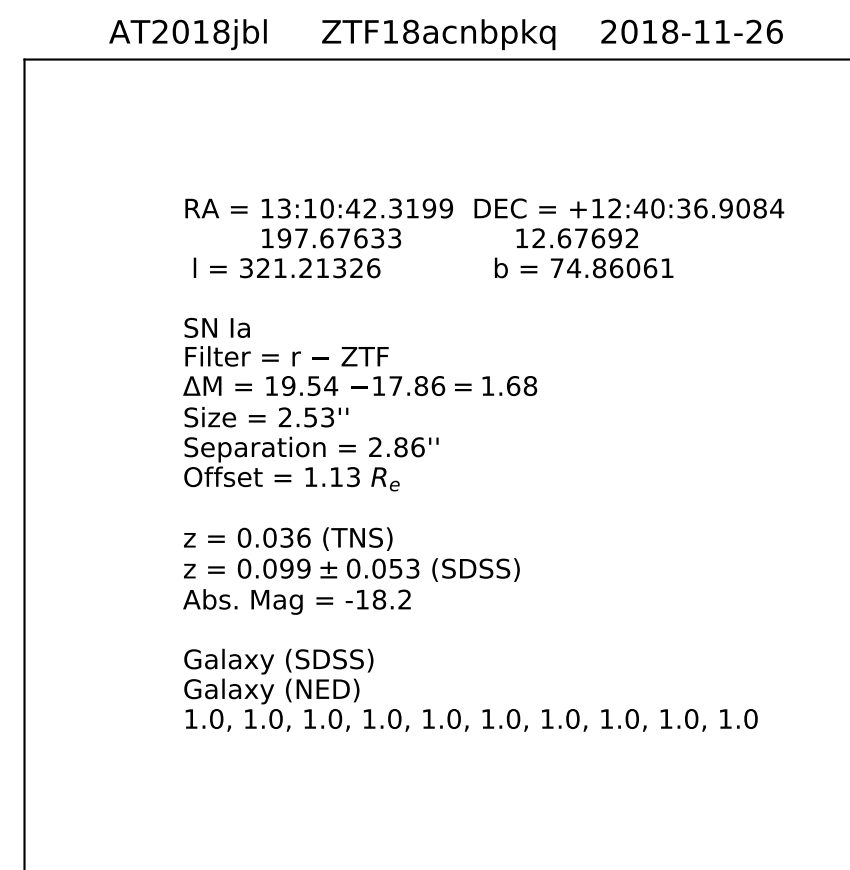 AT2018jbl ZTF18acnbpkq 2018-11-26
RA = 13:10:42.3199 DEC = +12:40:36.9084
197.67633 12.67692
l = 321.21326 b = 74.86061
SN Ia
Filter = r − ZTF
ΔM = 19.54 −17.86 = 1.68
Size = 2.53''
Separation = 2.86''
Offset = 1.13 Re
z = 0.036 (TNS)
z = 0.099 ± 0.053 (SDSS)
Abs. Mag = -18.2
Galaxy (SDSS)
Galaxy (NED)
1.0, 1.0, 1.0, 1.0, 1.0, 1.0, 1.0, 1.0, 1.0, 1.0